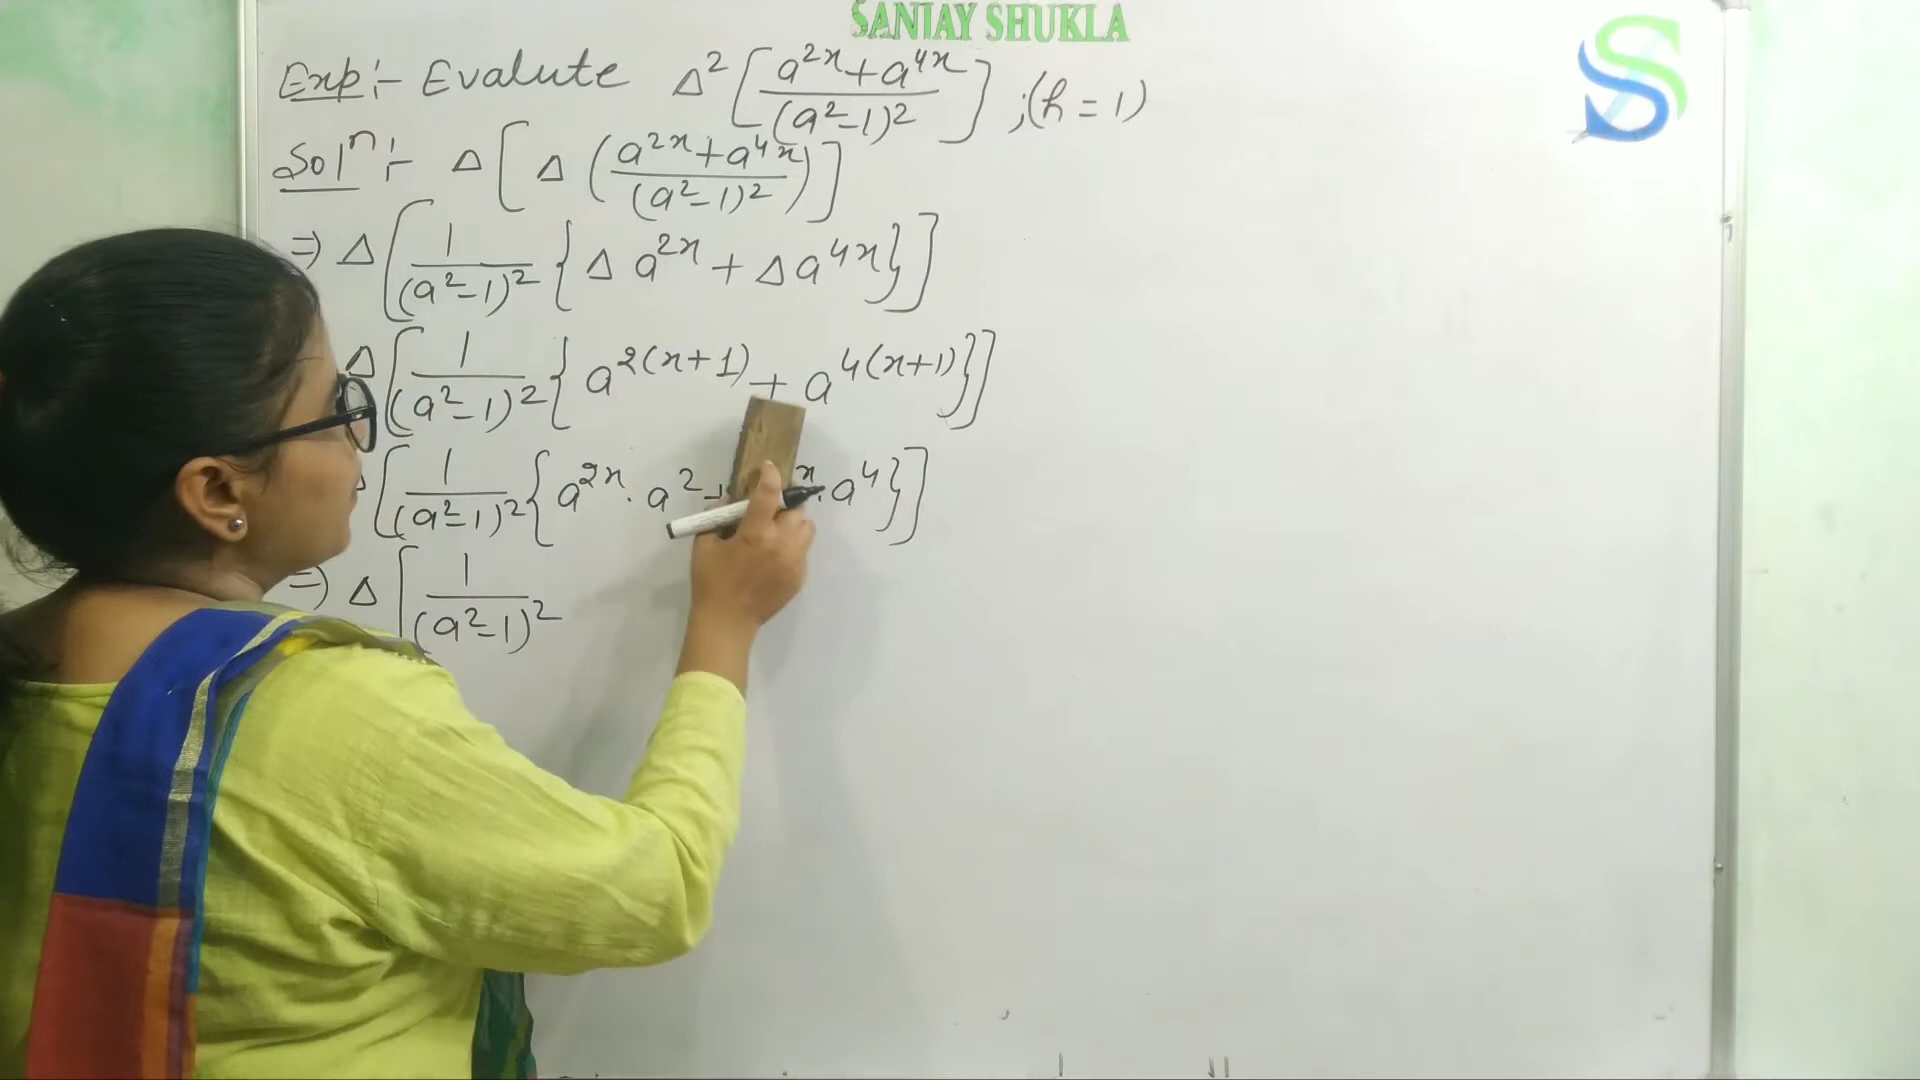 SANJAY SHUKLA
Exp:- Evalute Δ² [(a^{2x}+a^{4x})/(a²-1)²] ;(h=1)
Solⁿ:- Δ[Δ((a^{2x}+a^{4x})/(a²-1)²)]
⇒ Δ[1/(a²-1)² {Δa^{2x}+Δa^{4x}}]
Δ[1/(a²-1)² {a^{2(x+1)}+a^{4(x+1)}}]
[1/(a²-1)² {a^{2x}·a²+ x·a⁴}]
⇒ Δ[1/(a²-1)²